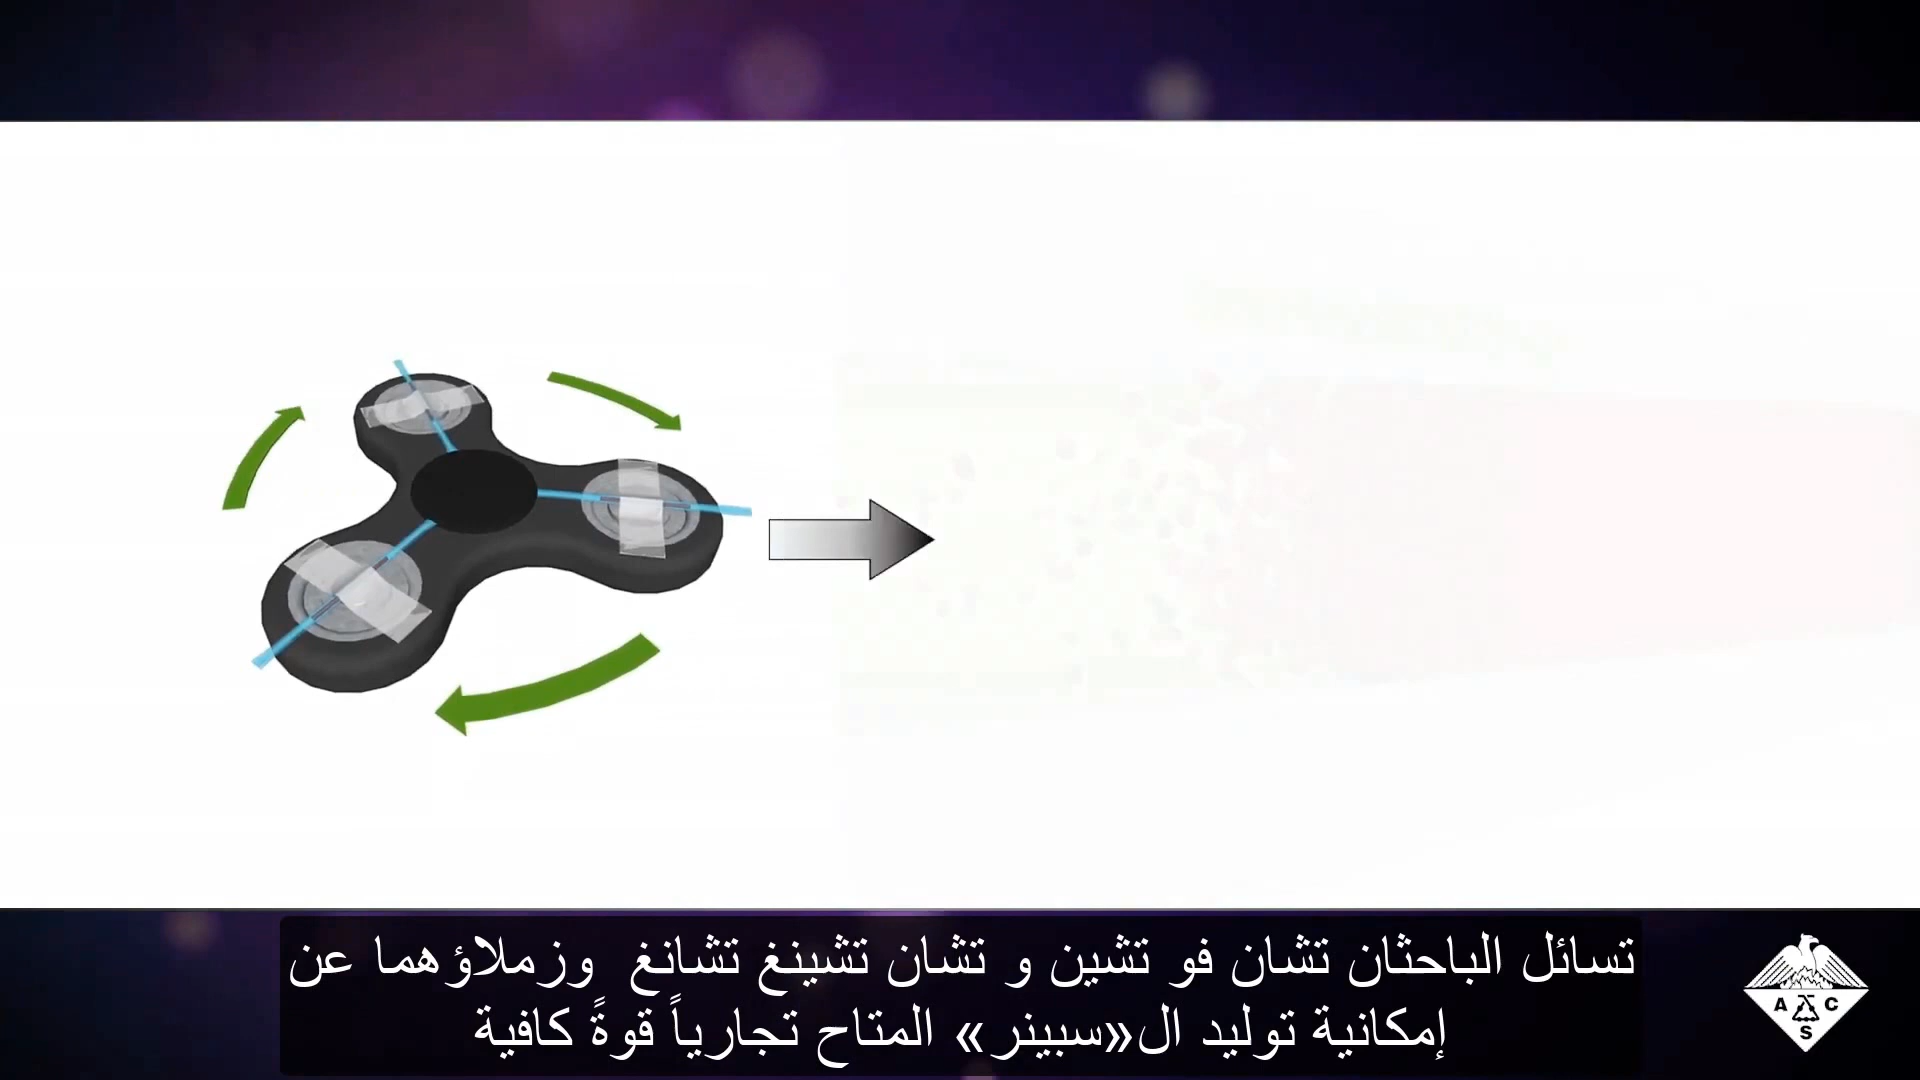 تسائل الباحثان تشان فو تشين و تشان تشينغ تشانغ  وزملاؤهما عن
إمكانية توليد ال«سبينر» المتاح تجارياً قوةً كافية
A C
S